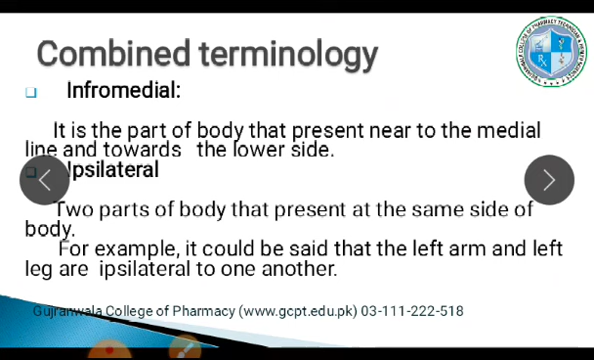 Combined terminology
Infromedial:
It is the part of body that present near to the medial
line and towards the lower side.
Ipsilateral
Two parts of body that present at the same side of
body.
For example, it could be said that the left arm and left
leg are ipsilateral to one another.
Gujranwala College of Pharmacy (www.gcpt.edu.pk) 03-111-222-518